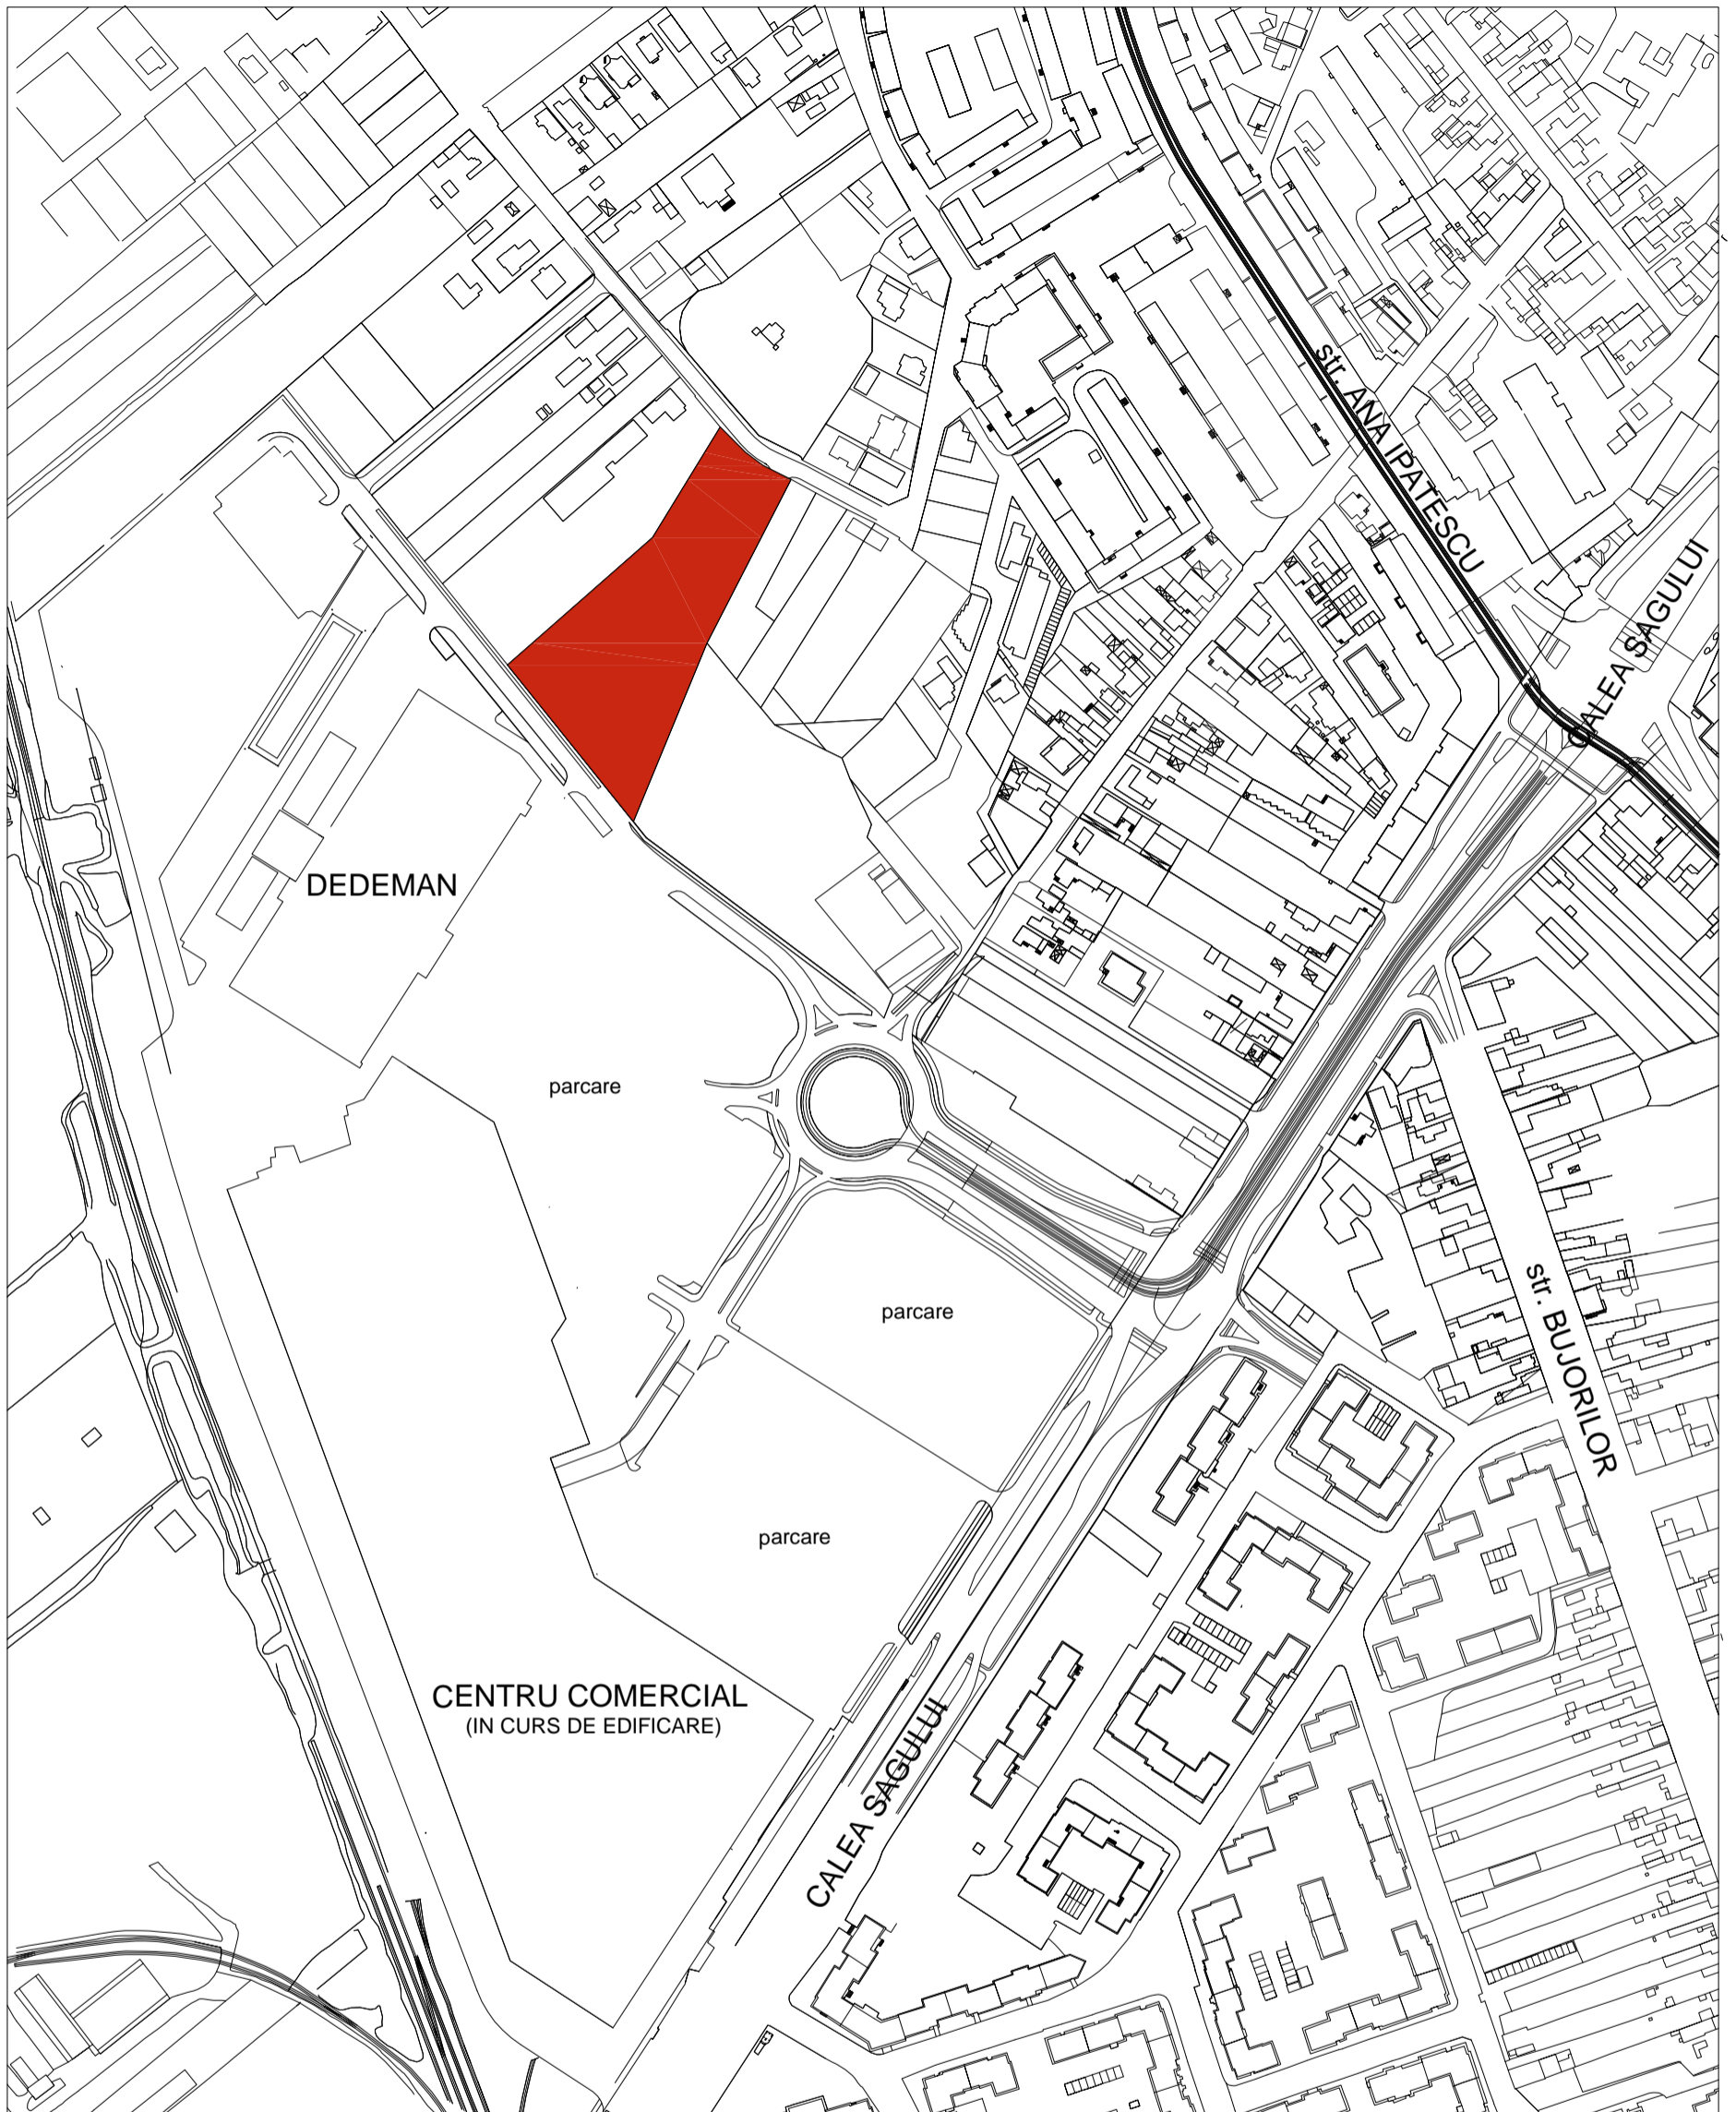 str. ANA IPATESCU
CALEA SAGULUI
DEDEMAN
parcare
parcare
str. BUJORILOR
parcare
CENTRU COMERCIAL
(IN CURS DE EDIFICARE)
CALEA SAGULUI